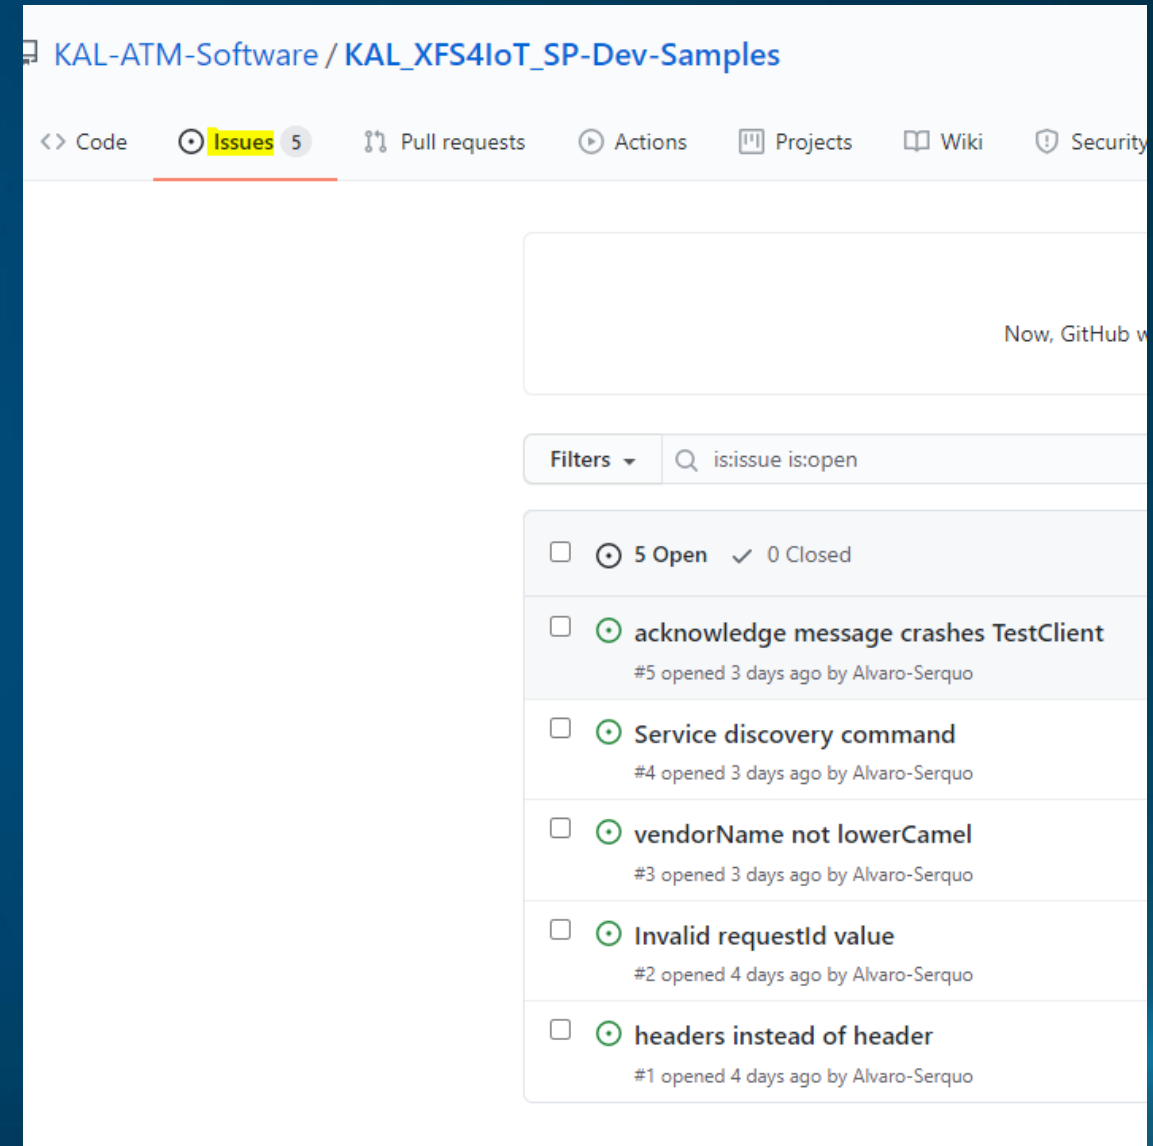 KAL-ATM-Software / KAL_XFS4IoT_SP-Dev-Samples
Code Issues 5 Pull requests Actions Projects Wiki Security
Now, GitHub
Filters is:issue is:open
5 Open 0 Closed
acknowledge message crashes TestClient
#5 opened 3 days ago by Alvaro-Serquo
Service discovery command
#4 opened 3 days ago by Alvaro-Serquo
vendorName not lowerCamel
#3 opened 3 days ago by Alvaro-Serquo
Invalid requestId value
#2 opened 4 days ago by Alvaro-Serquo
headers instead of header
#1 opened 4 days ago by Alvaro-Serquo